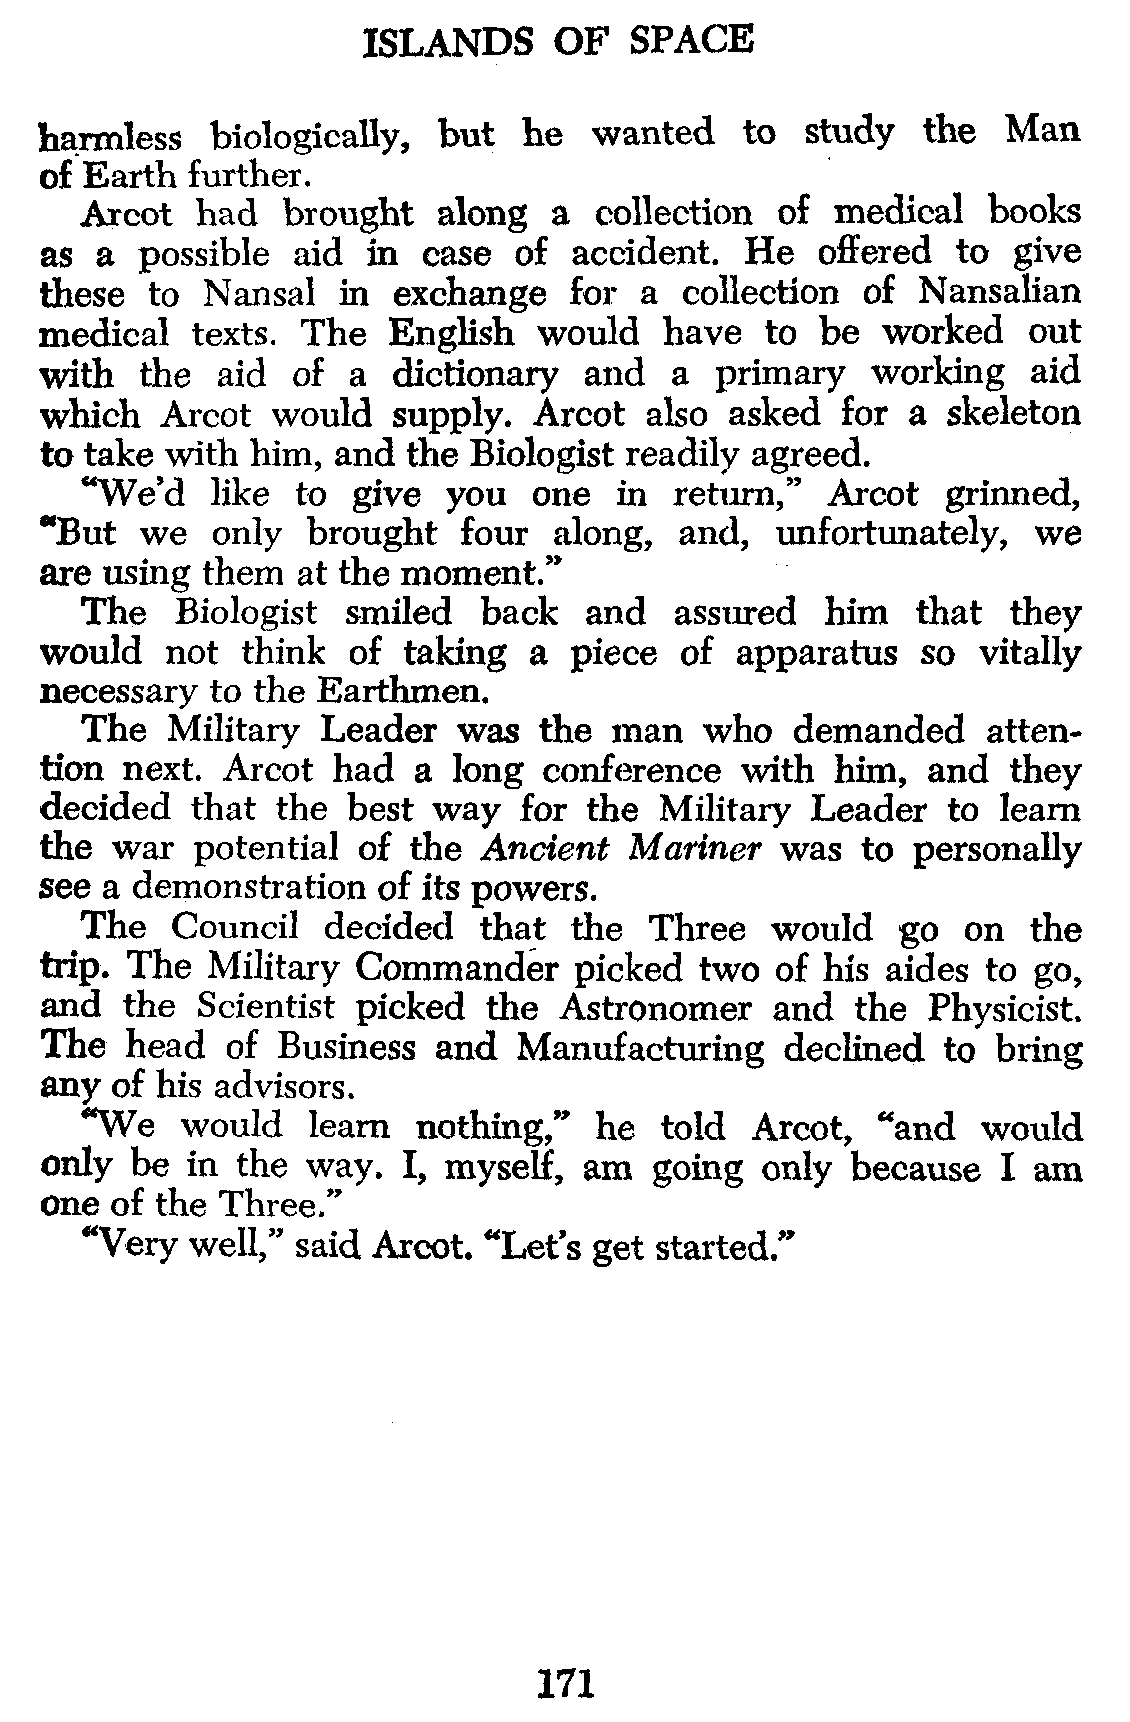 ISLANDS OF SPACE
harmless biologically, but he wanted to study the Man
of Earth further.
Arcot had brought along a collection of medical books
as a possible aid in case of accident. He offered to give
these to Nansal in exchange for a collection of Nansalian
medical texts. The English would have to be worked out
with the aid of a dictionary and a primary working aid
which Arcot would supply. Arcot also asked for a skeleton
to take with him, and the Biologist readily agreed.
“We’d like to give you one in return,” Arcot grinned,
“But we only brought four along, and, unfortunately, we
are using them at the moment.”
The Biologist smiled back and assured him that they
would not think of taking a piece of apparatus so vitally
necessary to the Earthmen.
The Military Leader was the man who demanded atten-
tion next. Arcot had a long conference with him, and they
decided that the best way for the Military Leader to learn
the war potential of the Ancient Mariner was to personally
see a demonstration of its powers.
The Council decided that the Three would go on the
trip. The Military Commander picked two of his aides to go,
and the Scientist picked the Astronomer and the Physicist.
The head of Business and Manufacturing declined to bring
any of his advisors.
“We would learn nothing,” he told Arcot, “and would
only be in the way. I, myself, am going only because I am
one of the Three.”
“Very well,” said Arcot. “Let’s get started.”
171